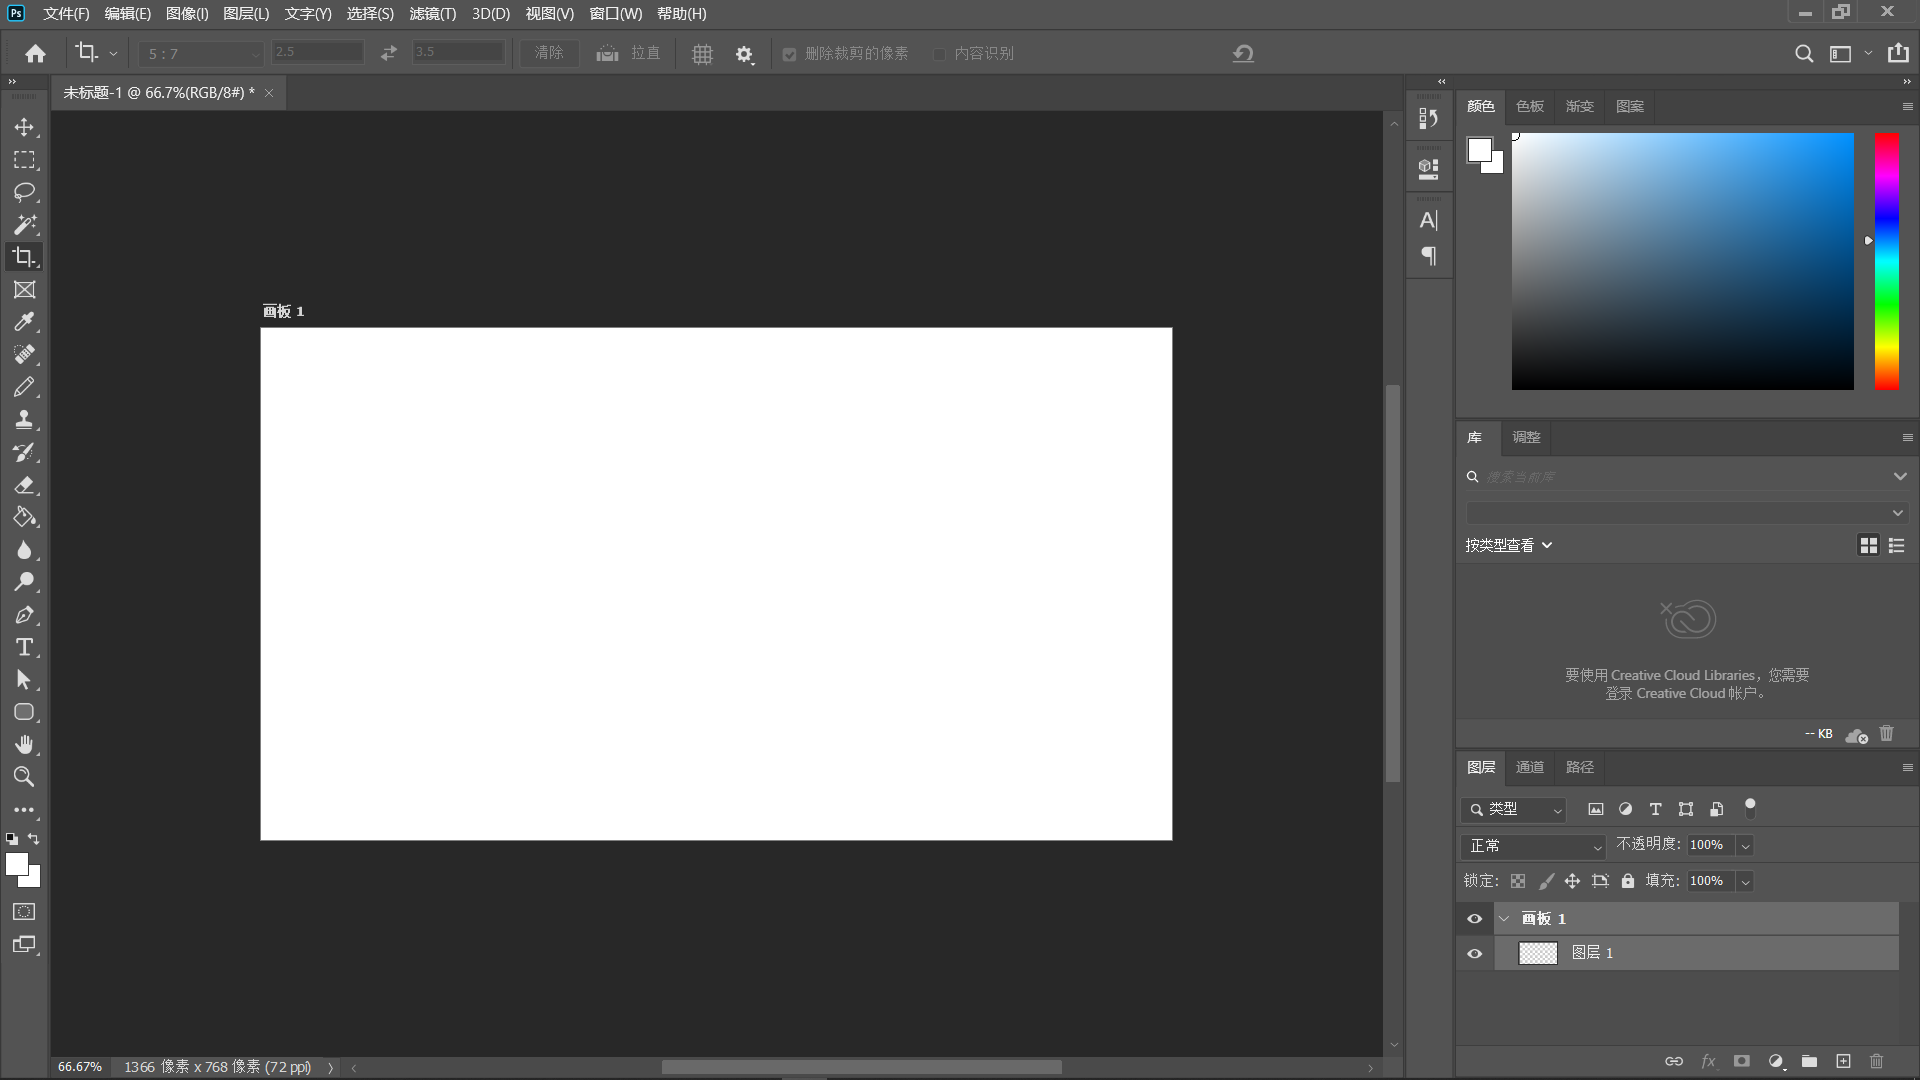 Ps 文件(F) 编辑(E) 图像(I) 图层(L) 文字(Y) 选择(S) 滤镜(T) 3D(D) 视图(V) 窗口(W) 帮助(H)
5 : 7 2.5 3.5 清除 拉直 删除裁剪的像素 内容识别
未标题-1 @ 66.7%(RGB/8#) *
颜色 色板 渐变 图案
画板 1
库 调整
搜索当前库
按类型查看
要使用 Creative Cloud Libraries，您需要
登录 Creative Cloud 帐户。
-- KB
图层 通道 路径
类型
正常 不透明度: 100%
锁定: 填充: 100%
画板 1
图层 1
66.67% 1366 像素 x 768 像素 (72 ppi)
fx